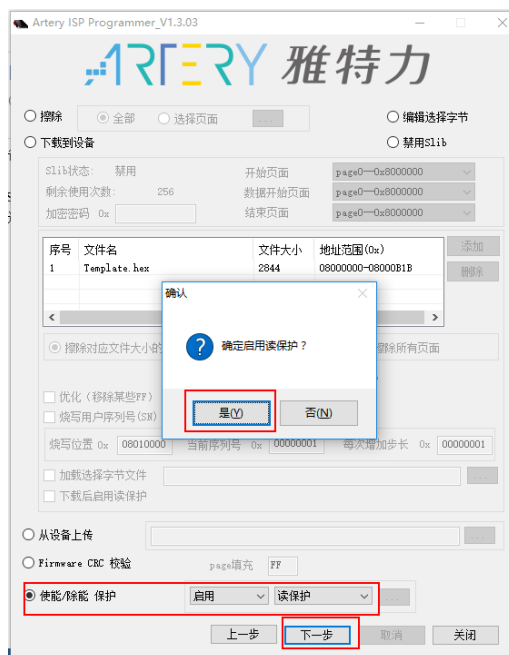 Artery ISP Programmer_V1.3.03
ARTERY 雅特力
擦除 全部 选择页面 ... 编辑选择字节
下载到设备 禁用Slib
Slib状态: 禁用 开始页面 page0——0x8000000
剩余使用次数: 256 数据开始页面 page0——0x8000000
加密密码 0x 结束页面 page0——0x8000000
序号 文件名 文件大小 地址范围(0x) 添加
1 Template.hex 2844 08000000-08000B1B 删除
确认
擦除对应文件大小的 擦除所有页面
确定启用读保护？
优化（移除某些FF）
烧写用户序列号(SN)
是(Y) 否(N)
烧写位置 0x 08010000 当前序列号 0x 00000001 每次增加步长 0x 00000001
加载选择字节文件 ...
下载后启用读保护
从设备上传 ...
Firmware CRC 校验 page填充 FF
使能/除能 保护 启用 读保护 ...
上一步 下一步 取消 关闭